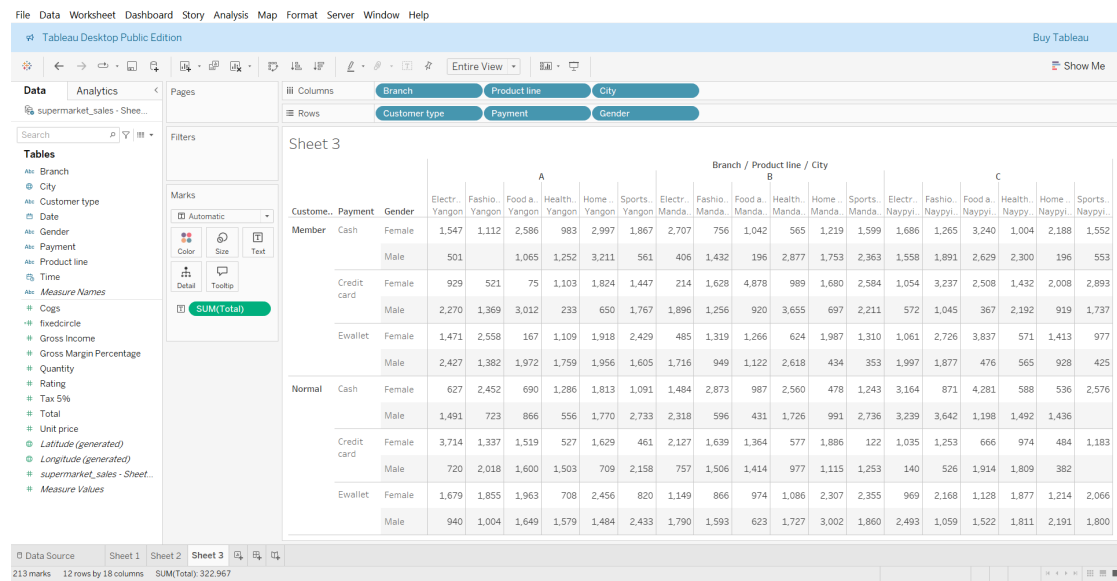 File Data Worksheet Dashboard Story Analysis Map Format Server Window Help
Tableau Desktop Public Edition Buy Tableau
Entire View Show Me
Data Analytics Pages Columns Branch Product line City
supermarket_sales - Shee... Rows Customer type Payment Gender
Search Filters Sheet 3
Tables
Abc Branch
City
Abc Customer type
Date
Abc Gender
Abc Payment
Abc Product line
Time
Abc Measure Names
# Cogs
# fixedcircle
# Gross Income
# Gross Margin Percentage
# Quantity
# Rating
# Tax 5%
# Total
# Unit price
Latitude (generated)
Longitude (generated)
# supermarket_sales - Sheet...
# Measure Values
Marks
Automatic
Color Size Text
Detail Tooltip
SUM(Total)
Branch / Product line / City
A B C
Electr.. Fashio.. Food a.. Health.. Home .. Sports.. Electr.. Fashio.. Food a.. Health.. Home .. Sports.. Electr.. Fashio.. Food a.. Health.. Home .. Sports..
Custome.. Payment Gender Yangon Yangon Yangon Yangon Yangon Yangon Manda.. Manda.. Manda.. Manda.. Manda.. Manda.. Naypyi.. Naypyi.. Naypyi.. Naypy.. Naypyi.. Naypyi..
Member Cash Female 1,547 1,112 2,586 983 2,997 1,867 2,707 756 1,042 565 1,219 1,599 1,686 1,265 3,240 1,004 2,188 1,552
Male 501 1,065 1,252 3,211 561 406 1,432 196 2,877 1,753 2,363 1,558 1,891 2,629 2,300 196 553
Credit card Female 929 521 75 1,103 1,824 1,447 214 1,628 4,878 989 1,680 2,584 1,054 3,237 2,508 1,432 2,008 2,893
Male 2,270 1,369 3,012 233 650 1,767 1,896 1,256 920 3,655 697 2,211 572 1,045 367 2,192 919 1,737
Ewallet Female 1,471 2,558 167 1,109 1,918 2,429 485 1,319 1,266 624 1,987 1,310 1,061 2,726 3,837 571 1,413 977
Male 2,427 1,382 1,972 1,759 1,956 1,605 1,716 949 1,122 2,618 434 353 1,997 1,877 476 565 928 425
Normal Cash Female 627 2,452 690 1,286 1,813 1,091 1,484 2,873 987 2,560 478 1,243 3,164 871 4,281 588 536 2,576
Male 1,491 723 866 556 1,770 2,733 2,318 596 431 1,726 991 2,736 3,239 3,642 1,198 1,492 1,436
Credit card Female 3,714 1,337 1,519 527 1,629 461 2,127 1,639 1,364 577 1,886 122 1,035 1,253 666 974 484 1,183
Male 720 2,018 1,600 1,503 709 2,158 757 1,506 1,414 977 1,115 1,253 140 526 1,914 1,809 382
Ewallet Female 1,679 1,855 1,963 708 2,456 820 1,149 866 974 1,086 2,307 2,355 969 2,168 1,128 1,877 1,214 2,066
Male 940 1,004 1,649 1,579 1,484 2,433 1,790 1,593 623 1,727 3,002 1,860 2,493 1,059 1,522 1,811 2,191 1,800
Data Source Sheet 1 Sheet 2 Sheet 3
213 marks 12 rows by 18 columns SUM(Total): 322,967